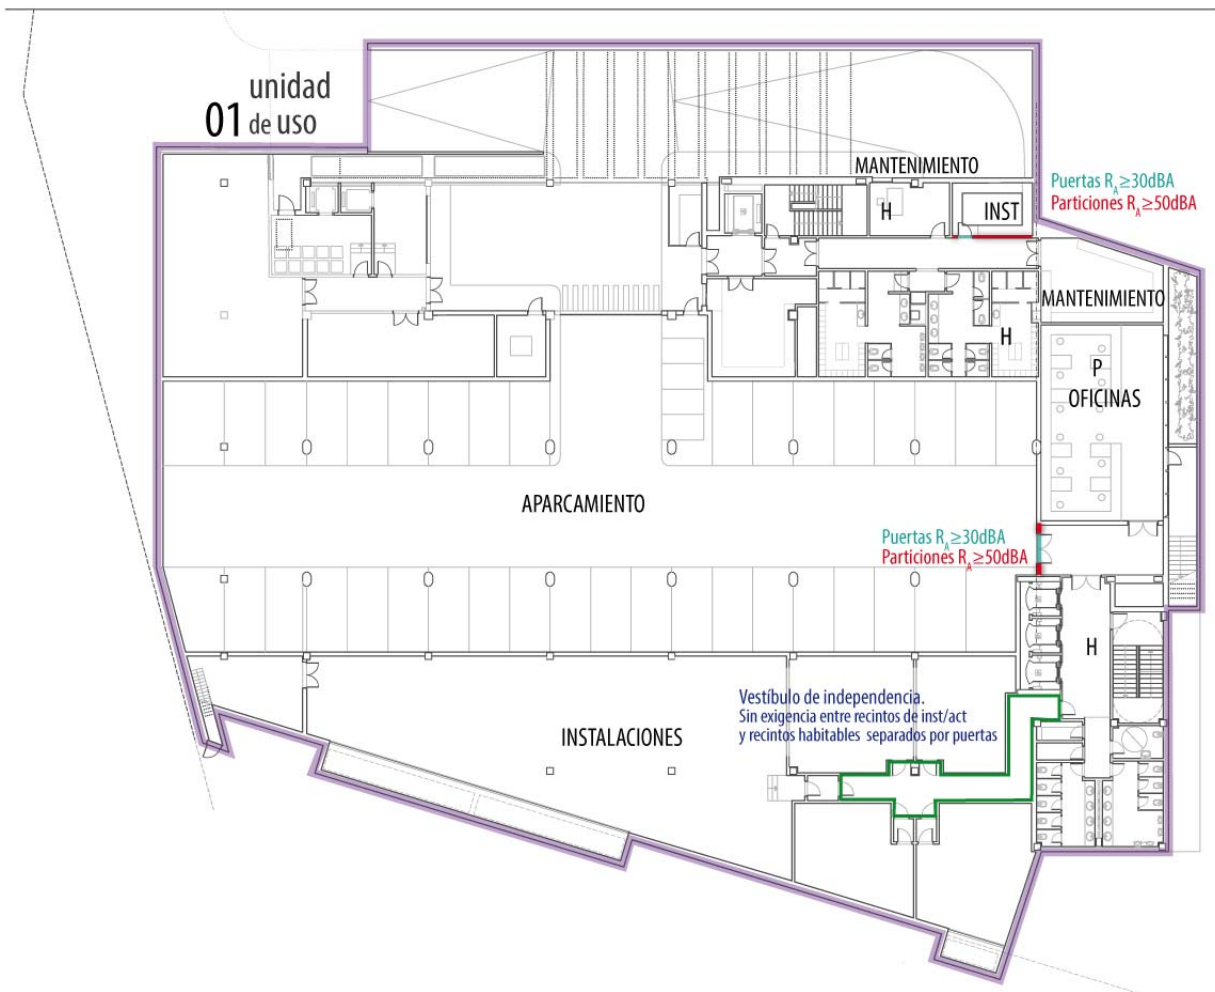 unidad
01 de uso
MANTENIMIENTO
Puertas RA≥30dBA
Particiones RA≥50dBA
H
INST
MANTENIMIENTO
H
P
OFICINAS
APARCAMIENTO
Puertas RA≥30dBA
Particiones RA≥50dBA
H
Vestíbulo de independencia.
Sin exigencia entre recintos de inst/act
y recintos habitables separados por puertas
INSTALACIONES